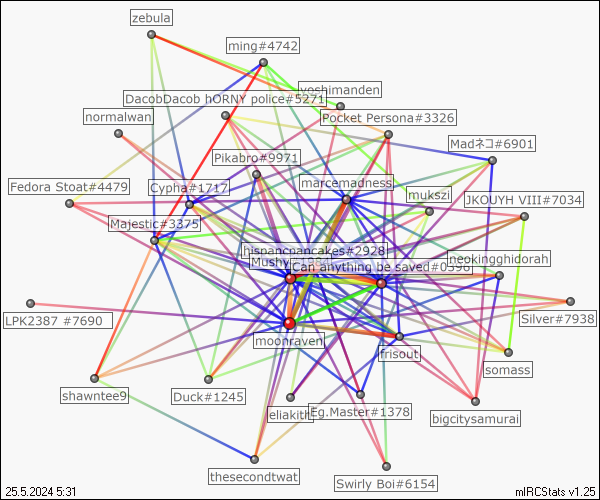 zebula
ming#4742
yoshimanden
DacobDacob hORNY police#5271
Pocket Persona#3326
normalwan
Madネコ#6901
Pikabro#9971
marcemadness
Fedora Stoat#4479
Cypha#1717
mukszi
JKOUYH VIII#7034
Majestic#3375
hispancpancakes#2928
neokingghidorah
Mushy#1984
Can anything be saved#0596
LPK2387 #7690
Silver#7938
moonraven
frisout
somass
shawntee9
Duck#1245
eliakith
Eg.Master#1378
bigcitysamurai
thesecondtwat
Swirly Boi#6154
25.5.2024 5:31
mIRCStats v1.25